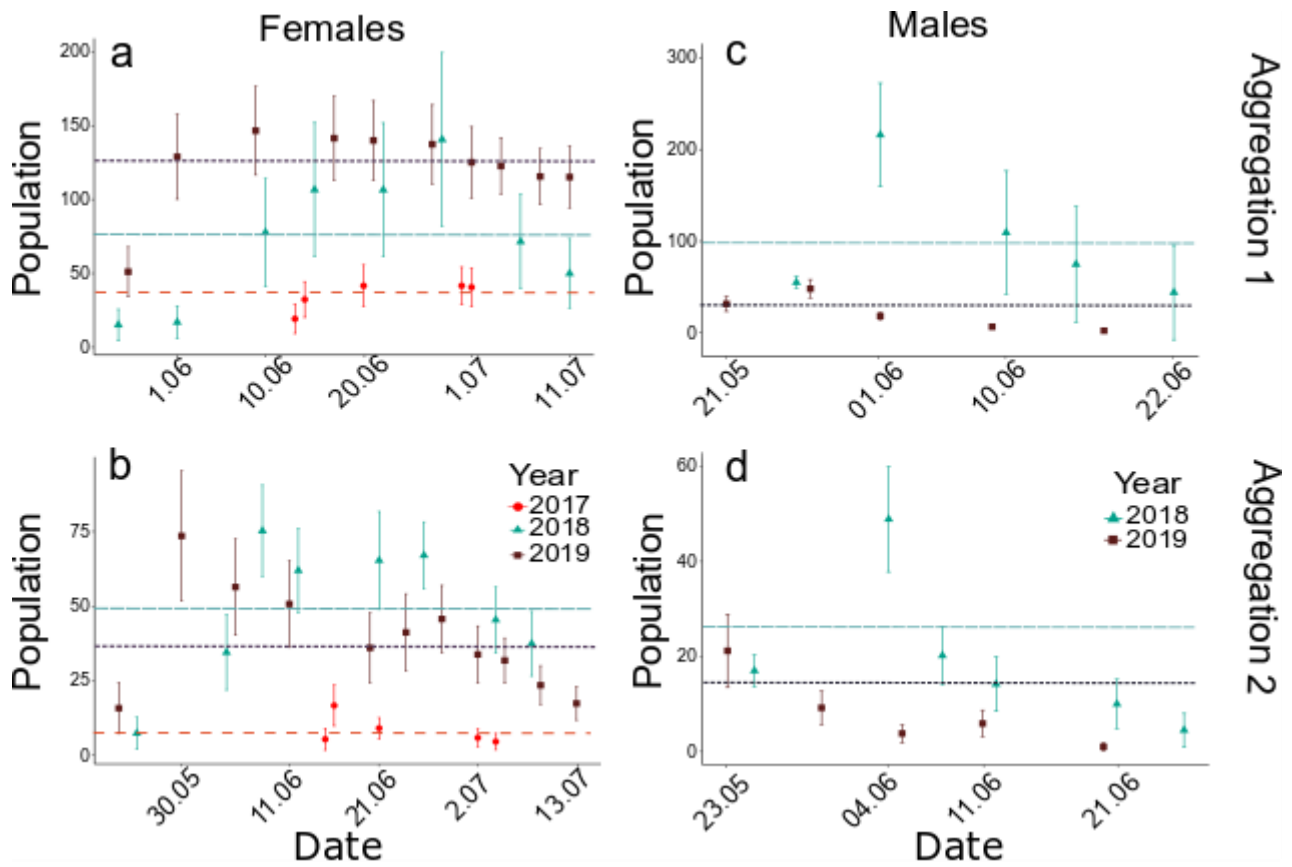 Females
Males
a
200
150
100
50
0
Population
1.06
10.06
20.06
1.07
11.07
c
300
200
100
0
Population
21.05
01.06
10.06
22.06
Aggregation 1
b
75
50
25
0
Population
Year
2017
2018
2019
30.05
11.06
21.06
2.07
13.07
Date
d
60
40
20
0
Population
Year
2018
2019
23.05
04.06
11.06
21.06
Date
Aggregation 2